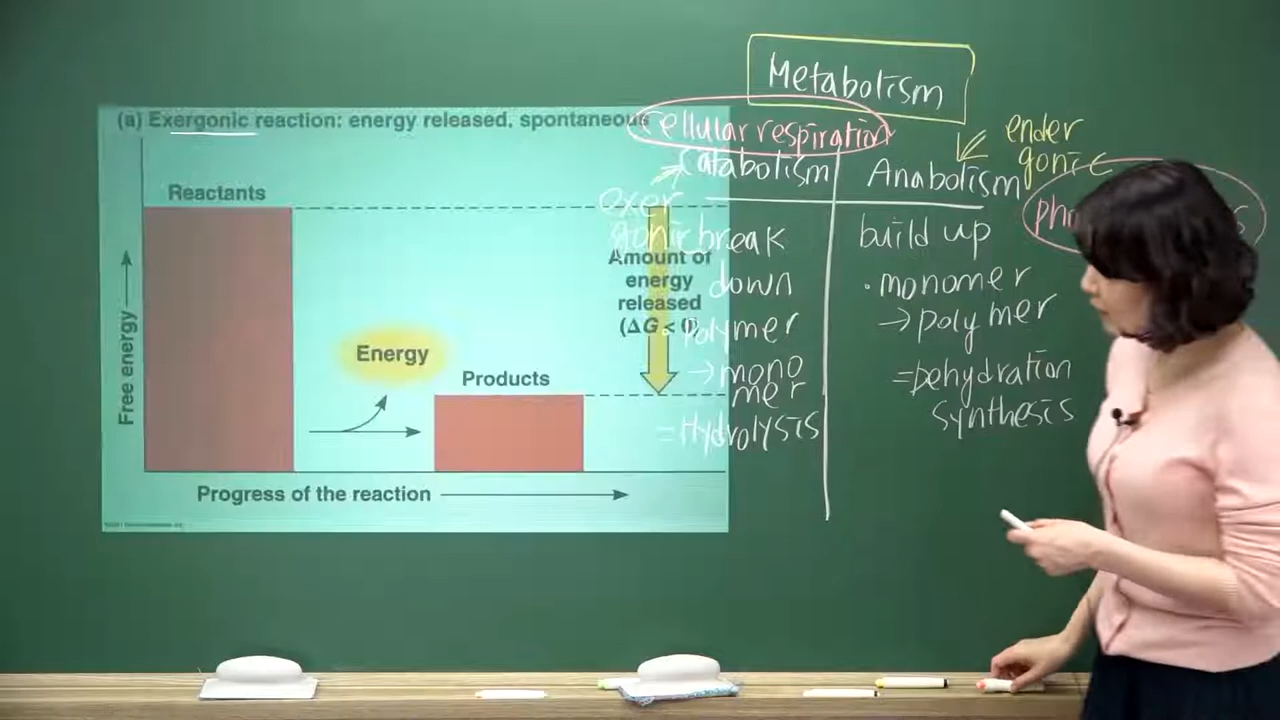 (a) Exergonic reaction: energy released, spontaneous
Reactants
Free energy
Energy
Products
Amount of
energy
released
(ΔG < 0)
Progress of the reaction
Metabolism
Cellular respiration
Catabolism
exer
gonic
break
down
• Polymer
→ mono
mer
= Hydrolysis
Anabolism
ender
gonic
build up
• monomer
→ polymer
= Dehydration
synthesis